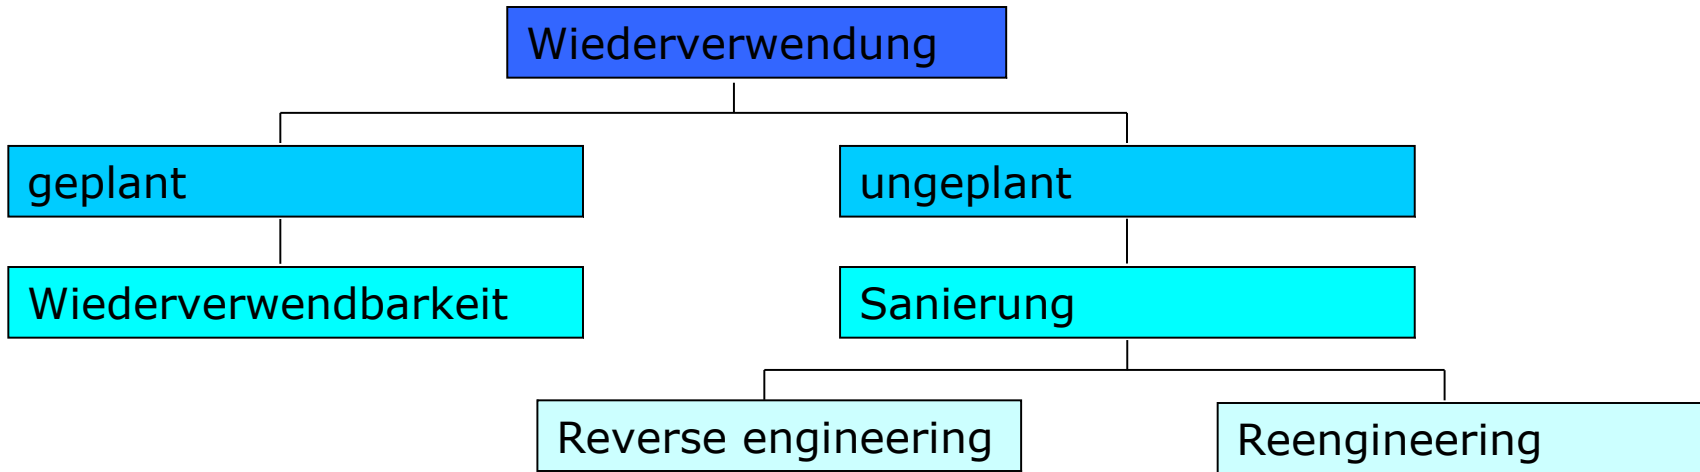 Wiederverwendung
geplant
ungeplant
Wiederverwendbarkeit
Sanierung
Reverse engineering
Reengineering